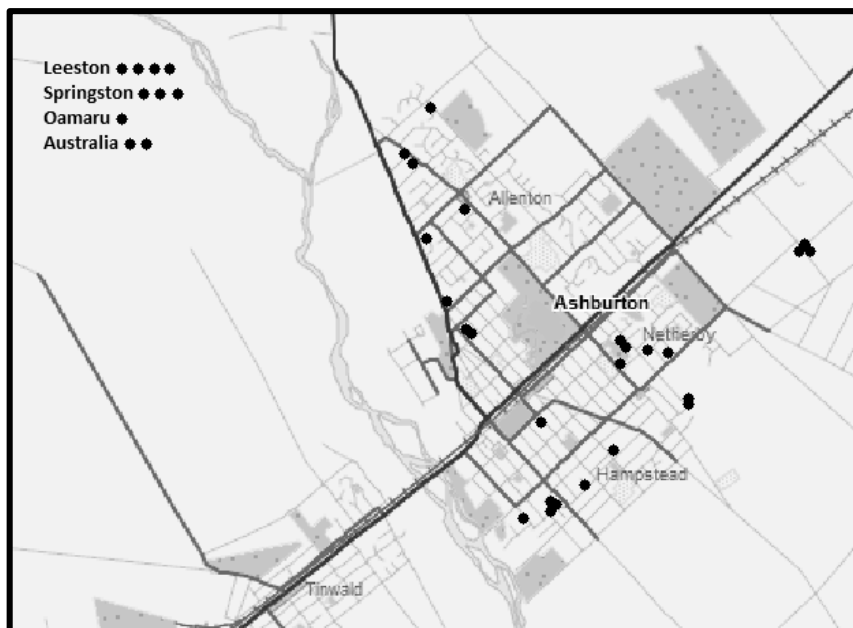 Leeston
Springston
Oamaru
Australia
Allenton
Ashburton
Netherby
Hampstead
Tinwald